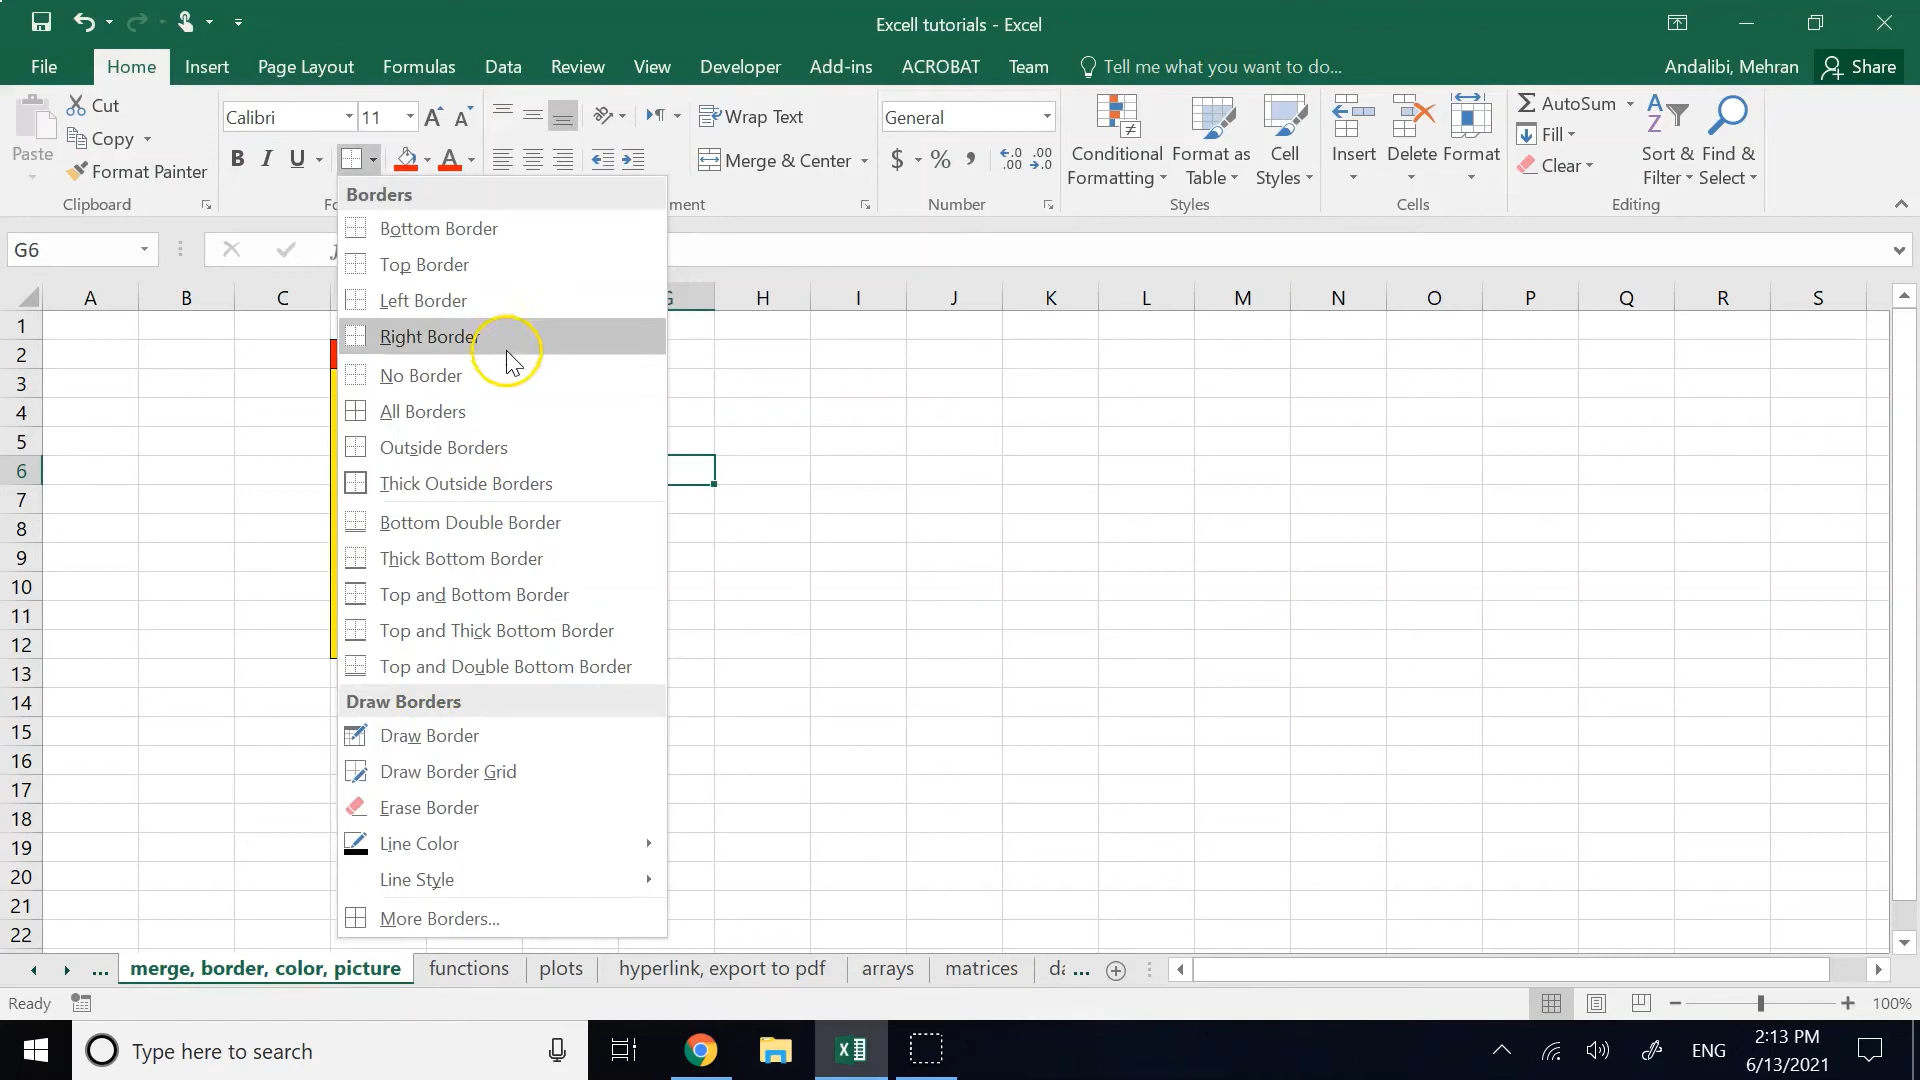 Excell tutorials - Excel
File Home Insert Page Layout Formulas Data Review View Developer Add-ins ACROBAT Team Tell me what you want to do... Andalibi, Mehran Share
Paste
Cut
Copy
Format Painter
Clipboard
Calibri 11
B I U A
Wrap Text
Merge & Center
ment
General
$ % ,
Number
Conditional Formatting
Format as Table
Cell Styles
Styles
Insert Delete Format
Cells
AutoSum
Fill
Clear
Sort & Filter
Find & Select
Editing
G6
A B C G H I J K L M N O P Q R S
1
2
3
4
5
6
7
8
9
10
11
12
13
14
15
16
17
18
19
20
21
22
Borders
Bottom Border
Top Border
Left Border
Right Border
No Border
All Borders
Outside Borders
Thick Outside Borders
Bottom Double Border
Thick Bottom Border
Top and Bottom Border
Top and Thick Bottom Border
Top and Double Bottom Border
Draw Borders
Draw Border
Draw Border Grid
Erase Border
Line Color
Line Style
More Borders...
... merge, border, color, picture functions plots hyperlink, export to pdf arrays matrices da ...
Ready 100%
Type here to search ENG 2:13 PM
6/13/2021